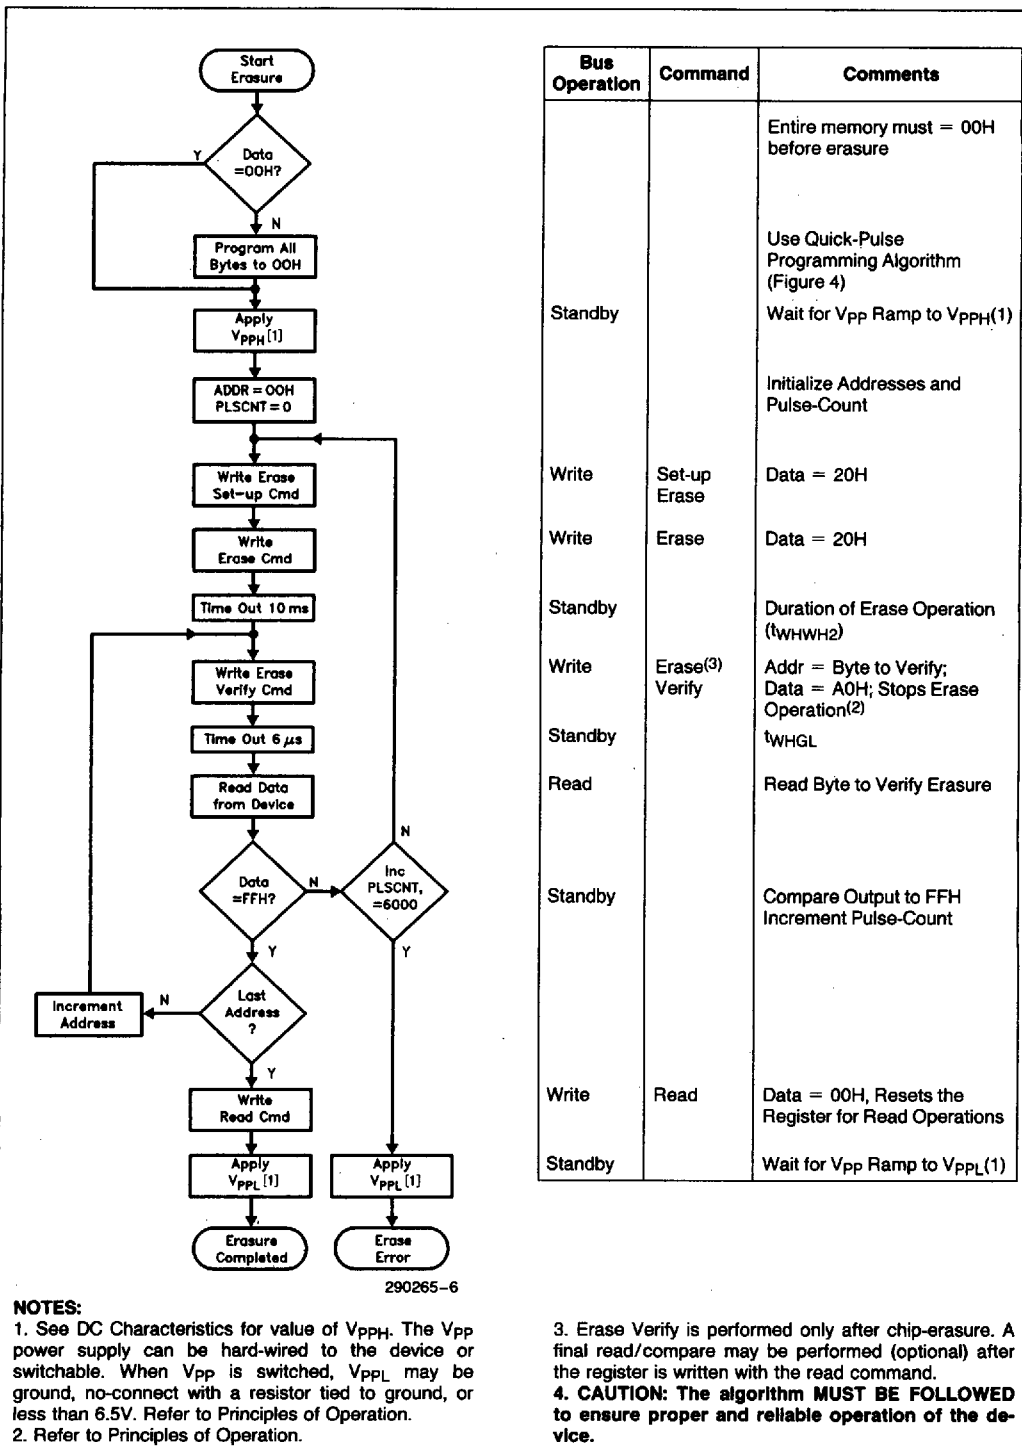 Start
Erasure
Y
Data
=00H?
N
Program All
Bytes to 00H
Apply
VPPH[1]
ADDR = 00H
PLSCNT = 0
Write Erase
Set-up Cmd
Write
Erase Cmd
Time Out 10 ms
Write Erase
Verify Cmd
Time Out 6 μs
Read Data
from Device
N
Data
=FFH?
N
Inc
PLSCNT,
=6000
Y
Y
Increment
Address
N
Last
Address
?
Y
Write
Read Cmd
Apply
VPPL[1]
Apply
VPPL[1]
Erasure
Completed
Erase
Error
290265-6
Bus
Operation
Command
Comments
Entire memory must = 00H
before erasure
Use Quick-Pulse
Programming Algorithm
(Figure 4)
Standby
Wait for VPP Ramp to VPPH(1)
Initialize Addresses and
Pulse-Count
Write
Set-up
Erase
Data = 20H
Write
Erase
Data = 20H
Standby
Duration of Erase Operation
(tWHWH2)
Write
Erase(3)
Verify
Addr = Byte to Verify;
Data = A0H; Stops Erase
Operation(2)
Standby
tWHGL
Read
Read Byte to Verify Erasure
Standby
Compare Output to FFH
Increment Pulse-Count
Write
Read
Data = 00H, Resets the
Register for Read Operations
Standby
Wait for VPP Ramp to VPPL(1)
NOTES:
1. See DC Characteristics for value of VPPH. The VPP
power supply can be hard-wired to the device or
switchable. When VPP is switched, VPPL may be
ground, no-connect with a resistor tied to ground, or
less than 6.5V. Refer to Principles of Operation.
2. Refer to Principles of Operation.
3. Erase Verify is performed only after chip-erasure. A
final read/compare may be performed (optional) after
the register is written with the read command.
4. CAUTION: The algorithm MUST BE FOLLOWED
to ensure proper and reliable operation of the de-
vice.